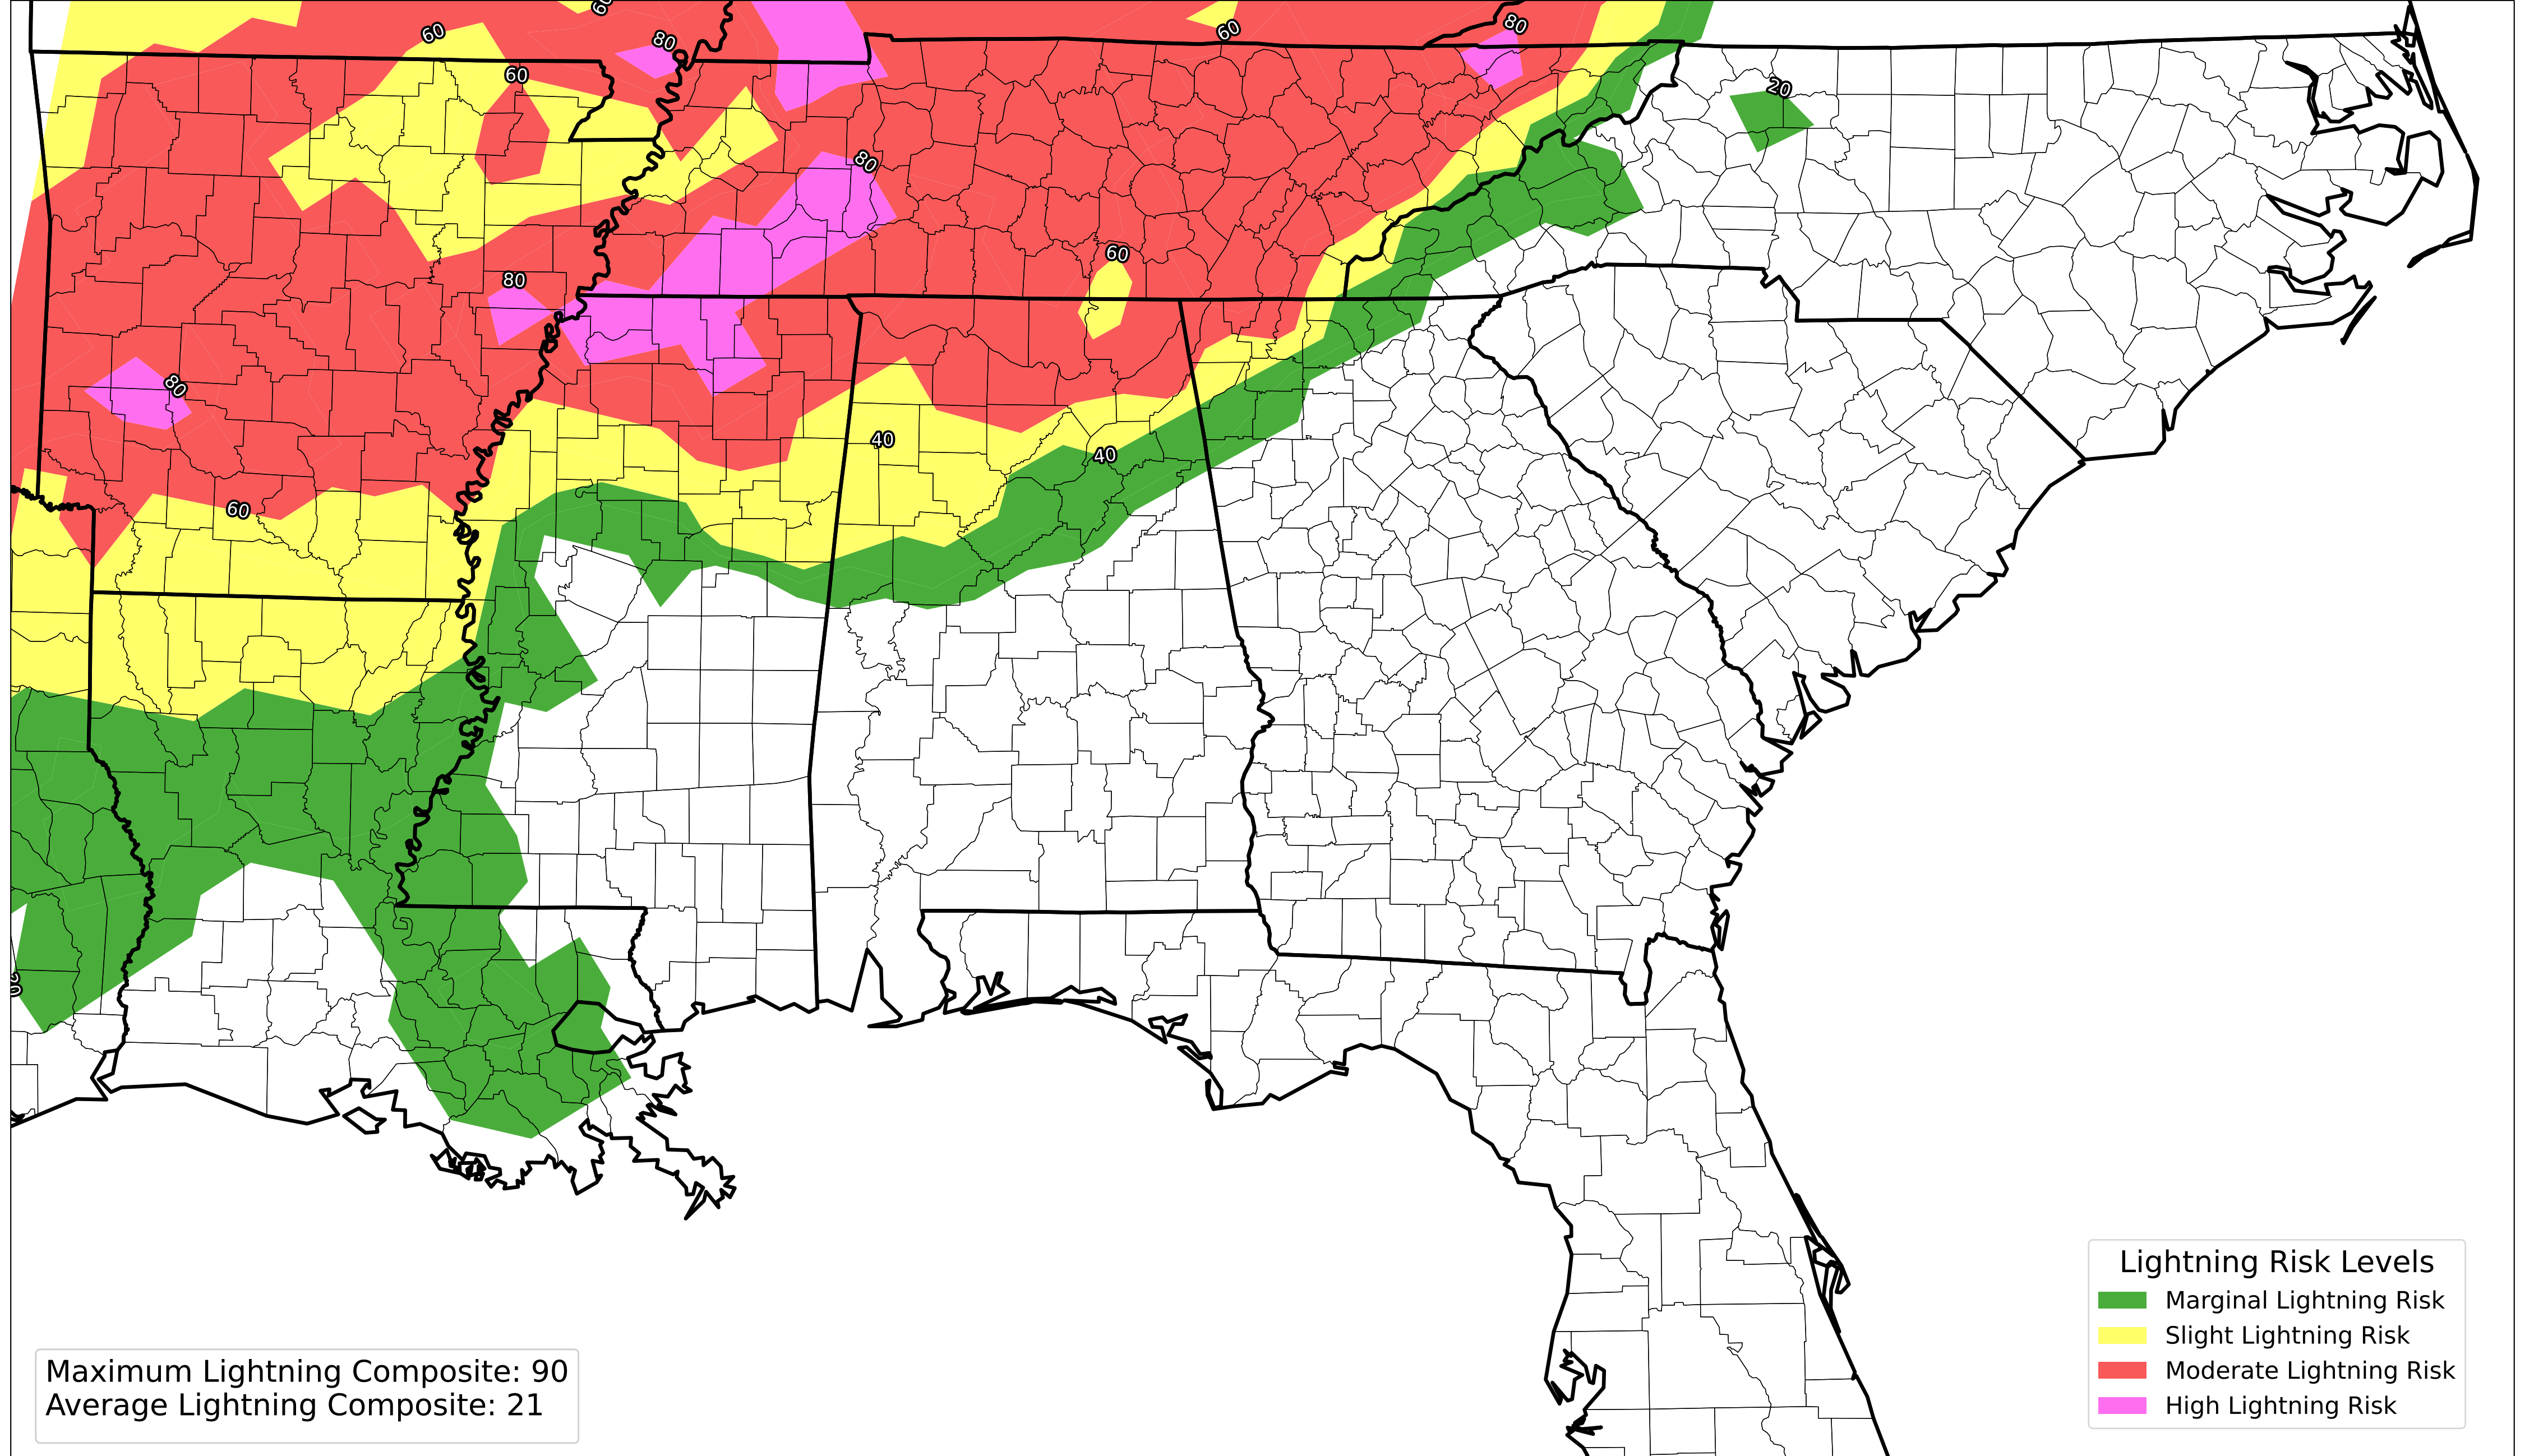 60
60
80
60
80
20
60
80
60
80
80
40
40
60
Lightning Risk Levels
Marginal Lightning Risk
Slight Lightning Risk
Moderate Lightning Risk
High Lightning Risk
Maximum Lightning Composite: 90
Average Lightning Composite: 21